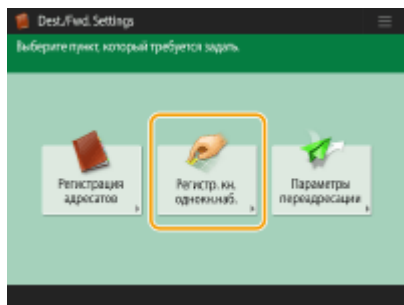 Dest./Fwd. Settings
Выберите пункт, который требуется задать.
Регистрация
адресатов
Регистр. кн.
однокн.наб.
Параметры
переадресации